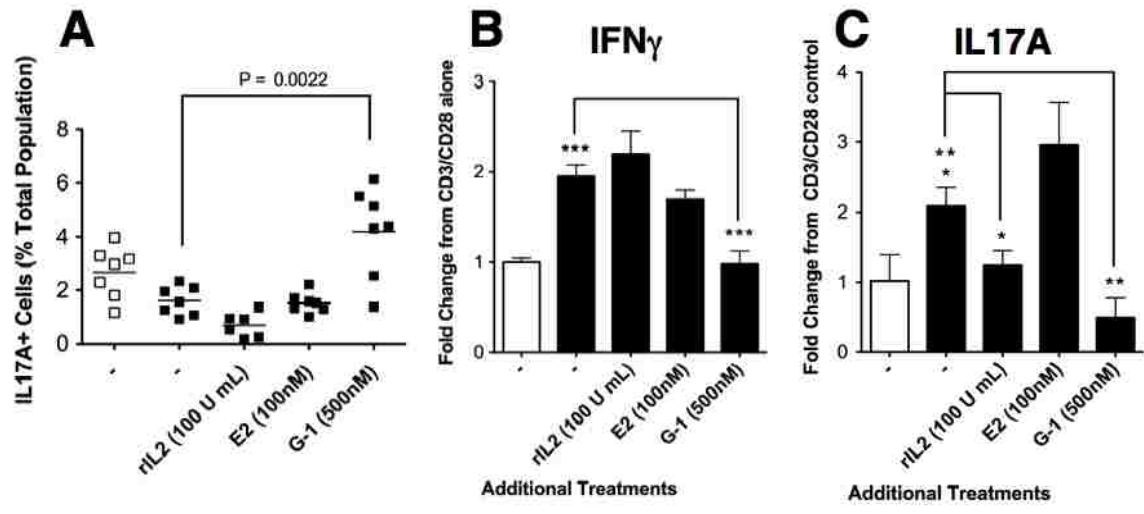 A
IL17A+ Cells (% Total Population)
8
6
4
2
0
P = 0.0022
-
-
rIL2 (100 U mL)
E2 (100nM)
G-1 (500nM)
B
IFNγ
Fold Change from CD3/CD28 alone
3
2
1
0
***
***
-
-
rIL2 (100 U mL)
E2 (100nM)
G-1 (500nM)
Additional Treatments
C
IL17A
Fold Change from CD3/CD28 control
4
3
2
1
0
**
*
*
**
-
-
rIL2 (100 U mL)
E2 (100nM)
G-1 (500nM)
Additional Treatments